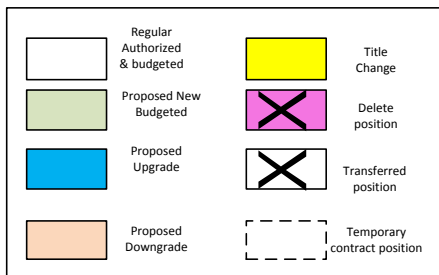 Regular
Authorized
& budgeted
Title
Change
Proposed New
Budgeted
Delete
position
Proposed
Upgrade
Transferred
position
Proposed
Downgrade
Temporary
contract position